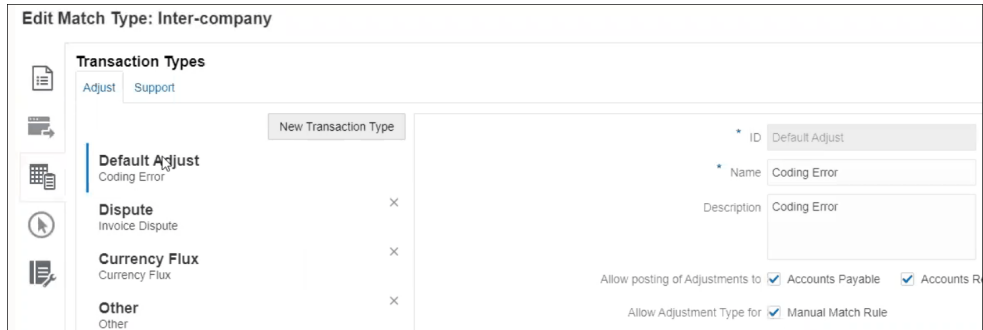 Edit Match Type: Inter-company
Transaction Types
Adjust Support
New Transaction Type
Default Adjust
Coding Error
Dispute
Invoice Dispute
Currency Flux
Currency Flux
Other
Other
* ID Default Adjust
* Name Coding Error
Description Coding Error
Allow posting of Adjustments to Accounts Payable Accounts
Allow Adjustment Type for Manual Match Rule